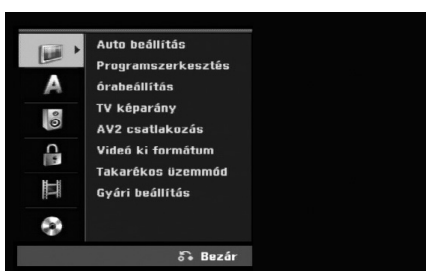 Auto beállítás
Programszerkesztés
órabeállítás
TV képarány
A
AV2 csatlakozás
Videó ki formátum
Takarékos üzemmód
Gyári beállítás
Bezár